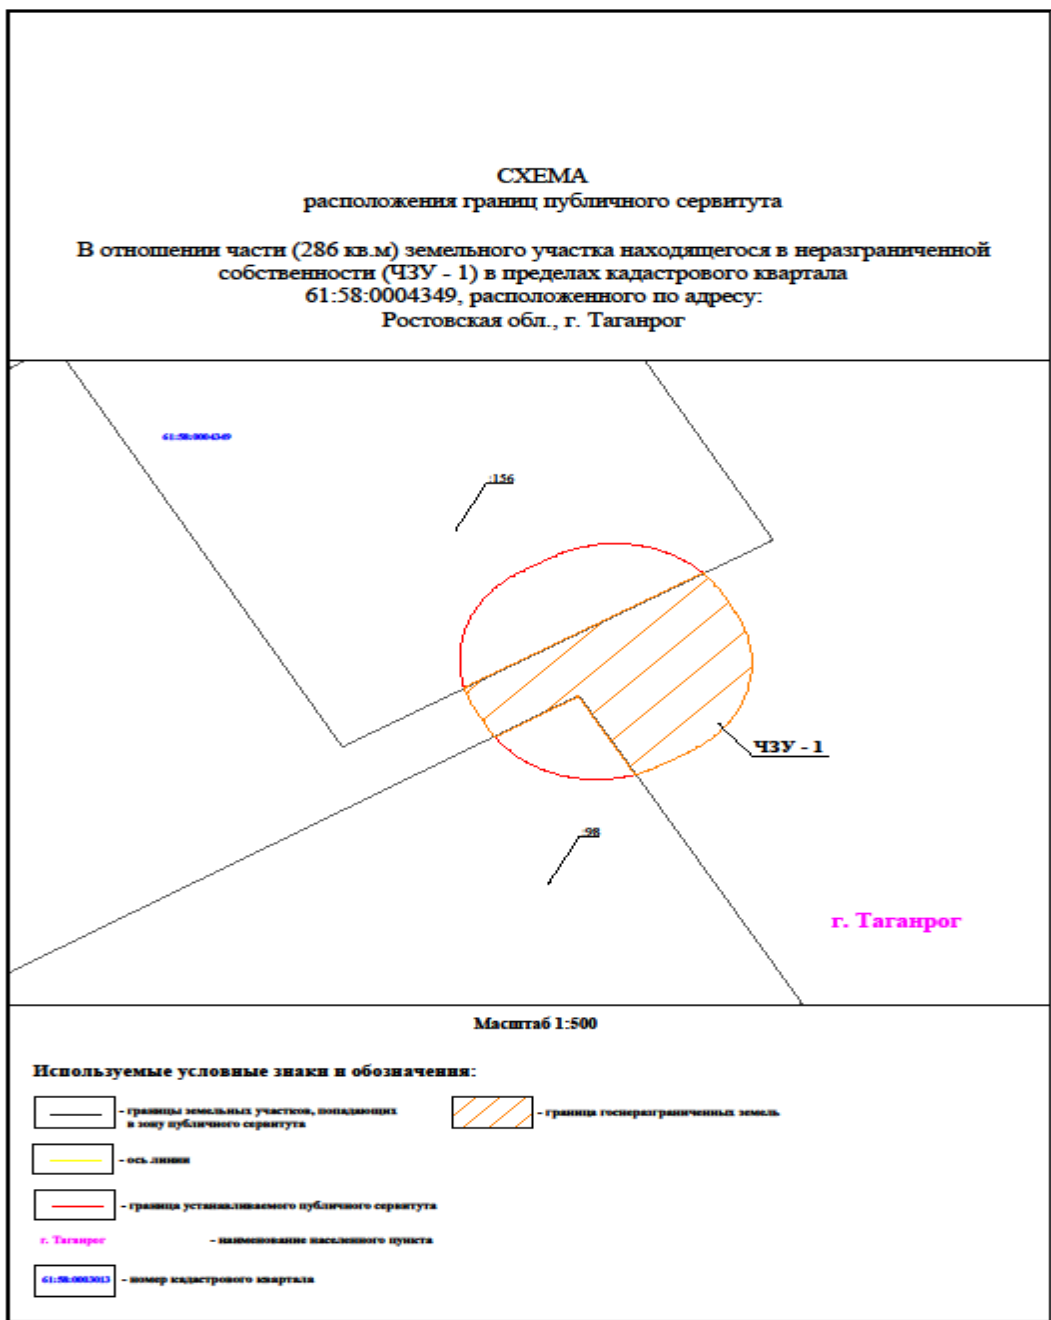 СХЕМА
расположения границ публичного сервитута
В отношении части (286 кв.м) земельного участка находящегося в неразграниченной
собственности (ЧЗУ - 1) в пределах кадастрового квартала
61:58:0004349, расположенного по адресу:
Ростовская обл., г. Таганрог
61:58:0004349
:156
ЧЗУ - 1
:98
г. Таганрог
Масштаб 1:500
Используемые условные знаки и обозначения:
- границы земельных участков, попадающих
в зону публичного сервитута
- граница госнеразграниченных земель
- ось линии
- граница устанавливаемого публичного сервитута
г. Таганрог - наименование населенного пункта
61:58:0003013 - номер кадастрового квартала